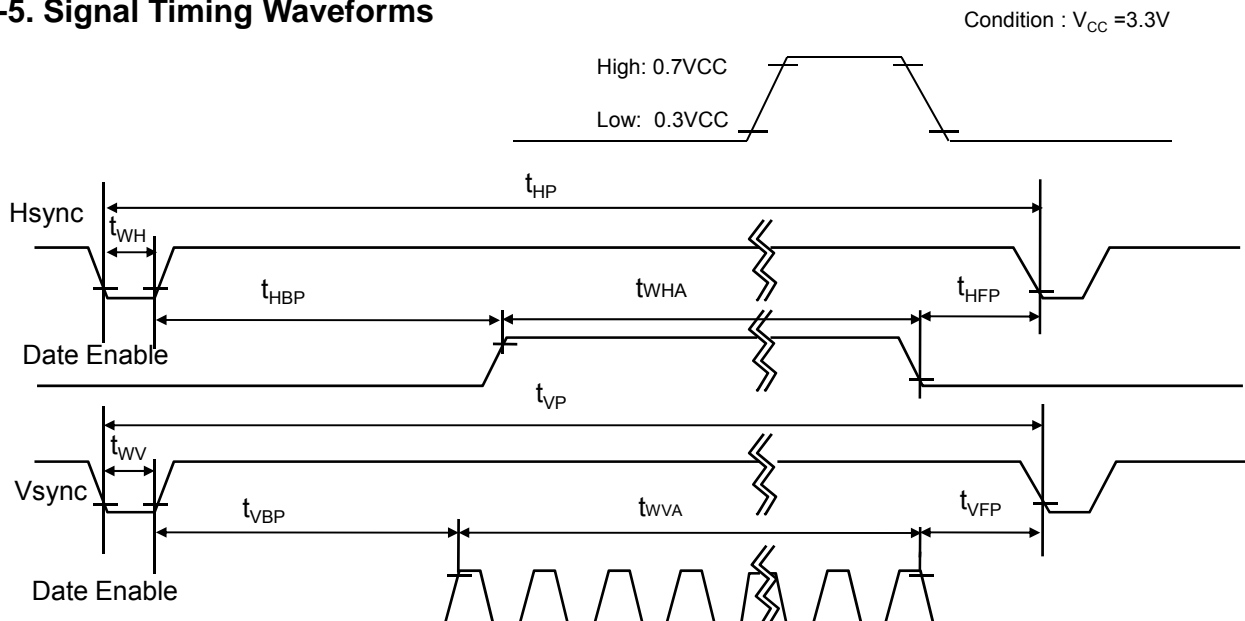 -5. Signal Timing Waveforms
Condition : VCC =3.3V
High: 0.7VCC
Low: 0.3VCC
tHP
Hsync
tWH
tHBP
tWHA
tHFP
Date Enable
tVP
tWV
Vsync
tVBP
tWVA
tVFP
Date Enable